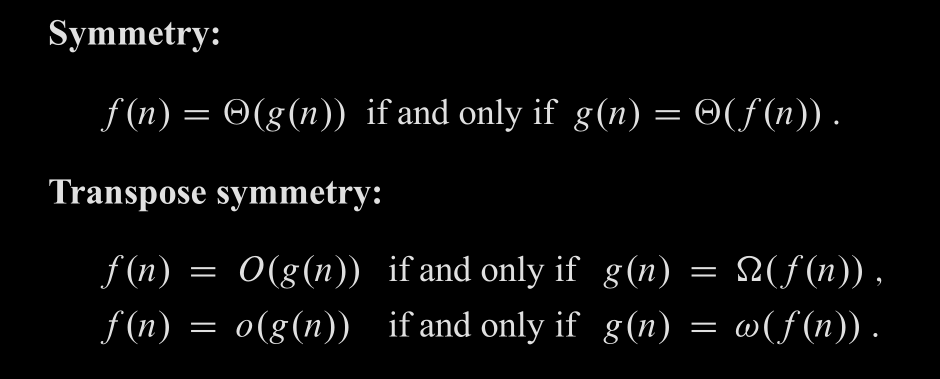 Symmetry:
f(n) = Θ(g(n)) if and only if g(n) = Θ(f(n)) .
Transpose symmetry:
f(n) = O(g(n)) if and only if g(n) = Ω(f(n)) ,
f(n) = o(g(n)) if and only if g(n) = ω(f(n)) .